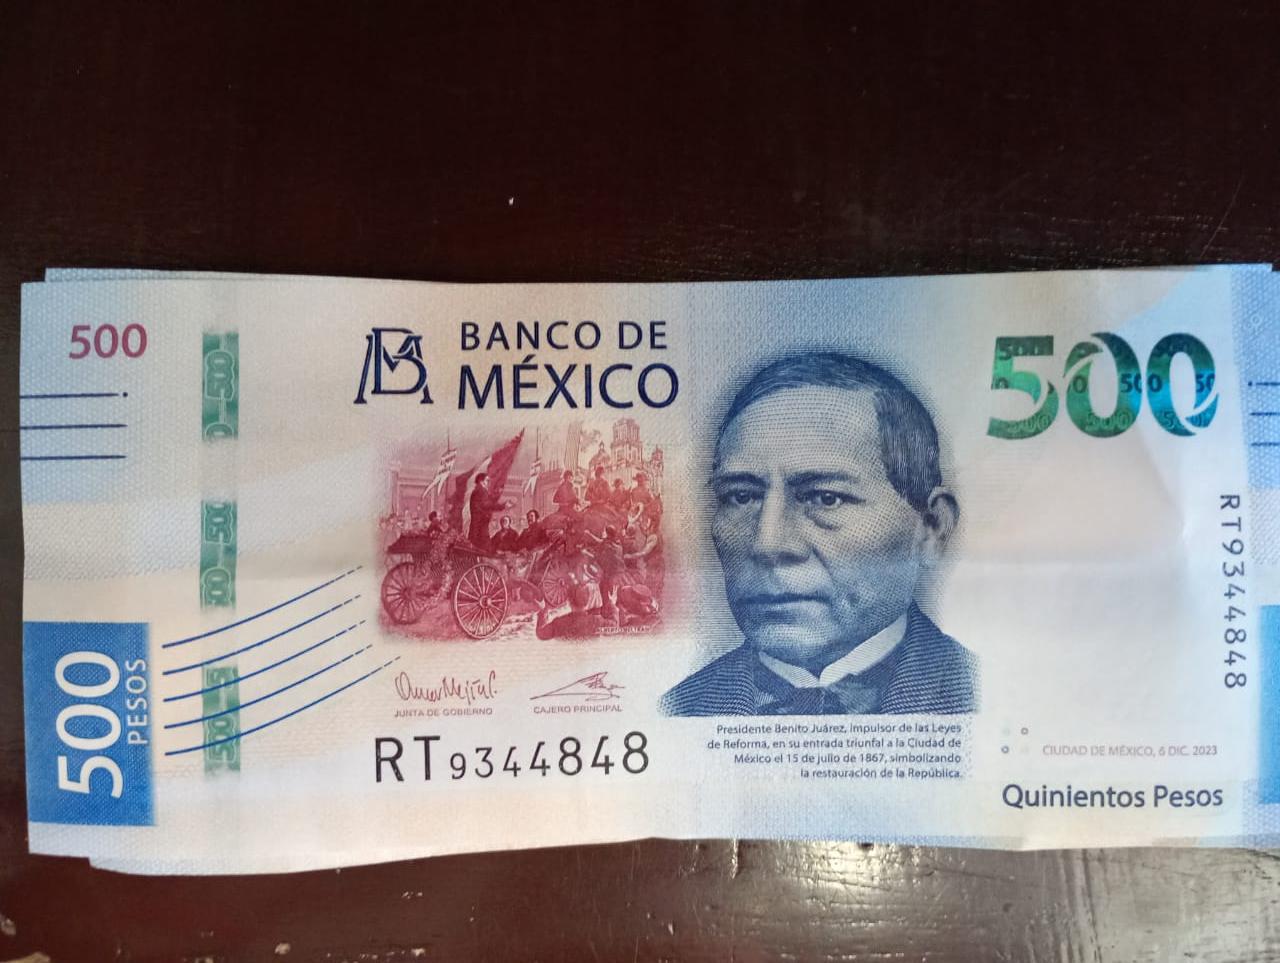 500
BANCO DE
MÉXICO
500
500
PESOS
JUNTA DE GOBIERNO
CAJERO PRINCIPAL
RT9344848
RT9344848
Presidente Benito Juárez, impulsor de las Leyes
de Reforma, en su entrada triunfal a la Ciudad de
México el 15 de julio de 1867, simbolizando
la restauración de la República.
CIUDAD DE MÉXICO, 6 DIC. 2023
Quinientos Pesos